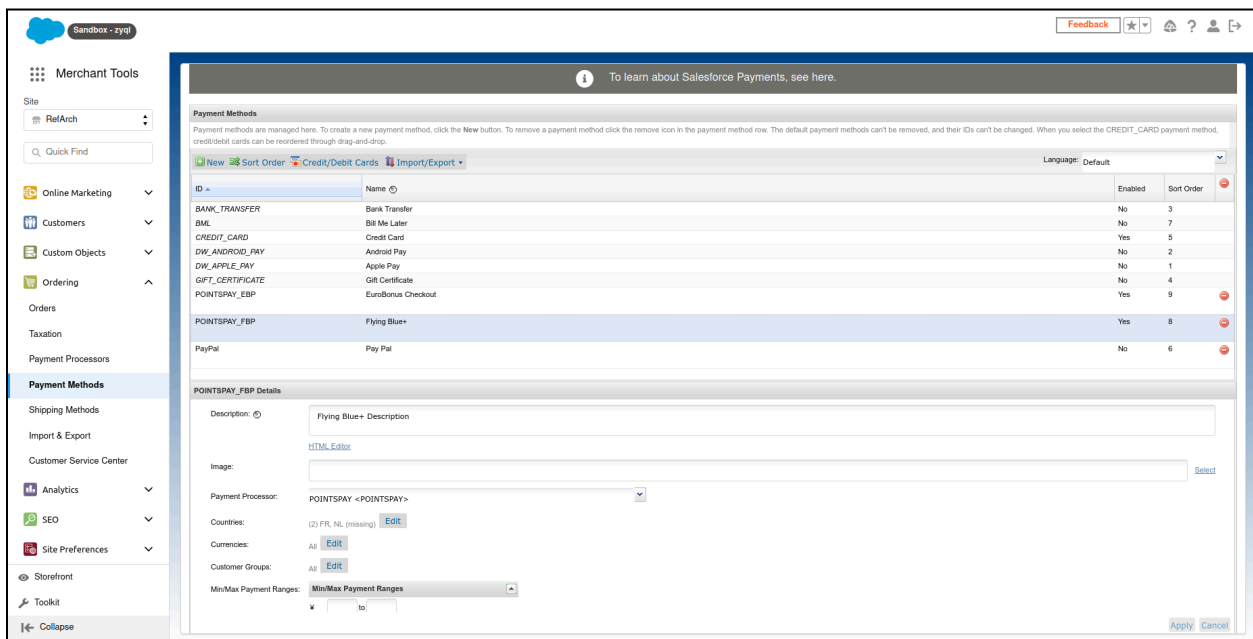 Sandbox - zyqi
Feedback
Merchant Tools
Site
RefArch
Quick Find
Online Marketing
Customers
Custom Objects
Ordering
Orders
Taxation
Payment Processors
Payment Methods
Shipping Methods
Import & Export
Customer Service Center
Analytics
SEO
Site Preferences
Storefront
Toolkit
Collapse
To learn about Salesforce Payments, see here.
Payment Methods
Payment methods are managed here. To create a new payment method, click the New button. To remove a payment method click the remove icon in the payment method row. The default payment methods can't be removed, and their IDs can't be changed. When you select the CREDIT_CARD payment method,
credit/debit cards can be reordered through drag-and-drop.
New Sort Order Credit/Debit Cards Import/Export Language: Default
ID Name Enabled Sort Order
BANK_TRANSFER Bank Transfer No 3
BML Bill Me Later No 7
CREDIT_CARD Credit Card Yes 5
DW_ANDROID_PAY Android Pay No 2
DW_APPLE_PAY Apple Pay No 1
GIFT_CERTIFICATE Gift Certificate No 4
POINTSPAY_EBP EuroBonus Checkout Yes 9
POINTSPAY_FBP Flying Blue+ Yes 8
PayPal Pay Pal No 6
POINTSPAY_FBP Details
Description: Flying Blue+ Description
HTML Editor
Image: Select
Payment Processor: POINTSPAY <POINTSPAY>
Countries: (2) FR, NL (missing) Edit
Currencies: All Edit
Customer Groups: All Edit
Min/Max Payment Ranges: Min/Max Payment Ranges
¥ to
Apply Cancel